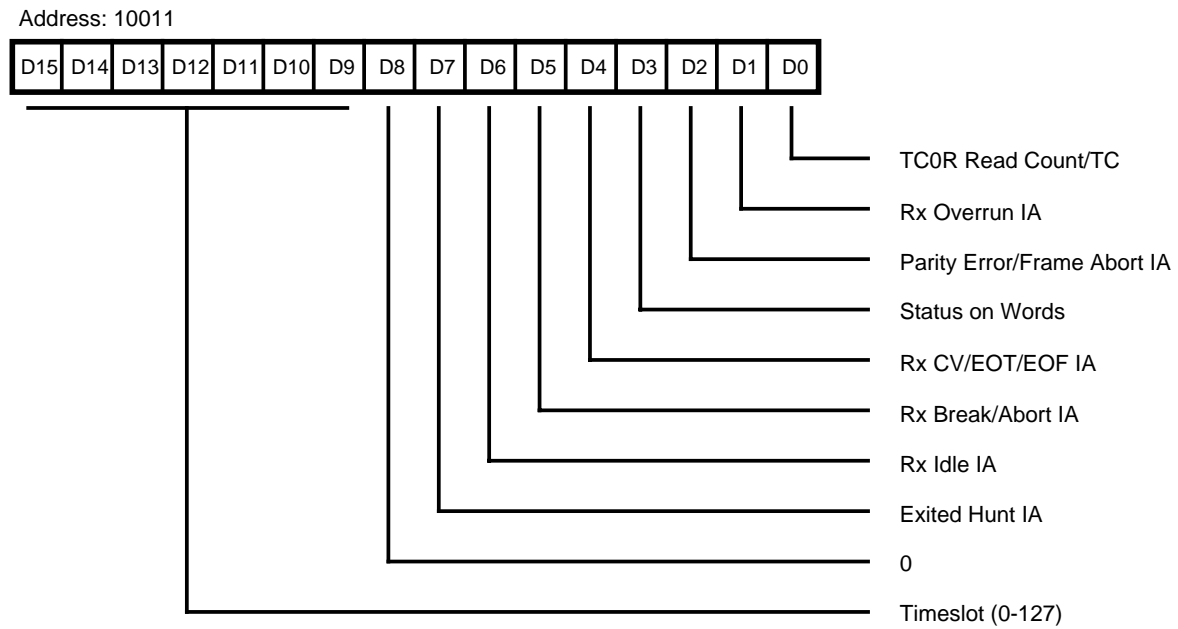 Address: 10011
D15 D14 D13 D12 D11 D10 D9 D8 D7 D6 D5 D4 D3 D2 D1 D0
TC0R Read Count/TC
Rx Overrun IA
Parity Error/Frame Abort IA
Status on Words
Rx CV/EOT/EOF IA
Rx Break/Abort IA
Rx Idle IA
Exited Hunt IA
0
Timeslot (0-127)